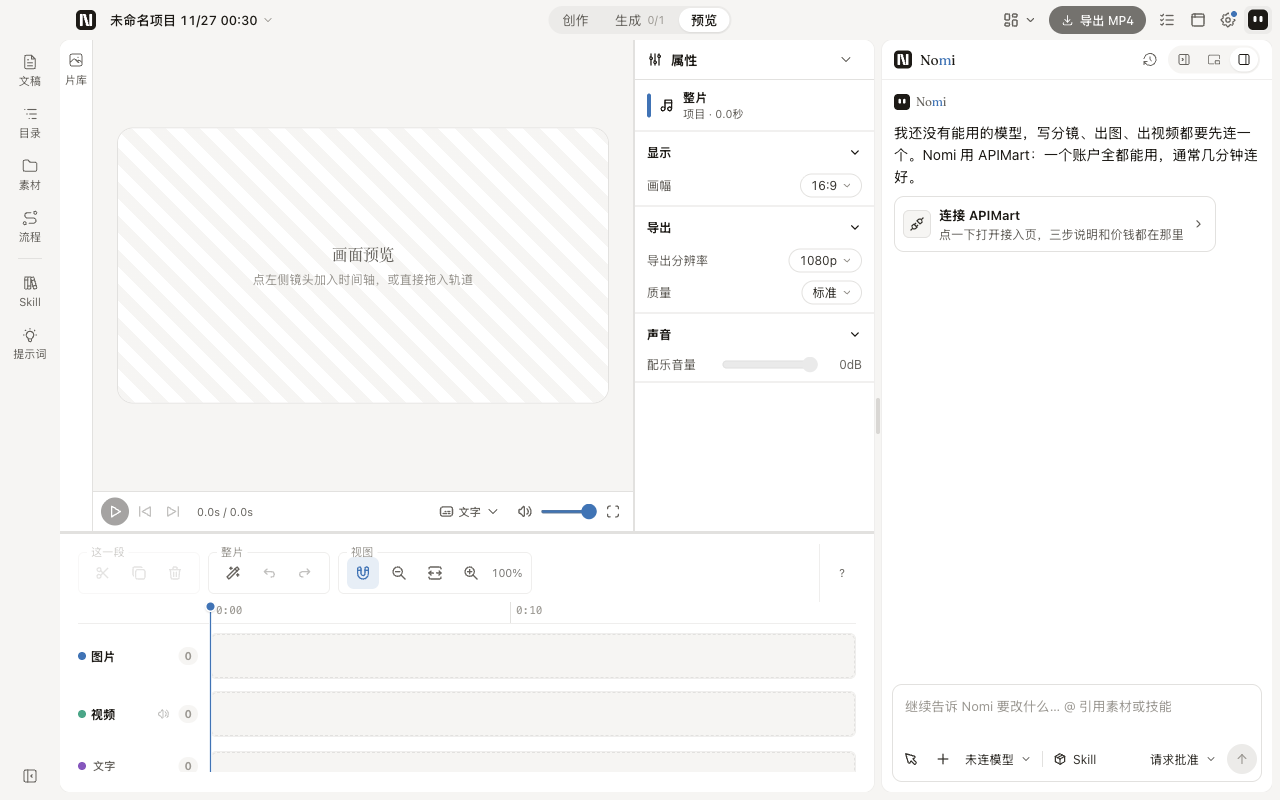 未命名项目 11/27 00:30
创作
生成 0/1
预览
导出 MP4
文稿
目录
素材
流程
Skill
提示词
片库
画面预览
点左侧镜头加入时间轴，或直接拖入轨道
0.0s / 0.0s
文字
属性
整片
项目 · 0.0秒
显示
画幅
16:9
导出
导出分辨率
1080p
质量
标准
声音
配乐音量
0dB
这一段
整片
视图
100%
?
0:00
0:10
图片
0
视频
0
文字
0
Nomi
Nomi
我还没有能用的模型，写分镜、出图、出视频都要先连一
个。Nomi 用 APIMart：一个账户全都能用，通常几分钟连
好。
连接 APIMart
点一下打开接入页，三步说明和价钱都在那里
继续告诉 Nomi 要改什么… @ 引用素材或技能
未连模型
Skill
请求批准